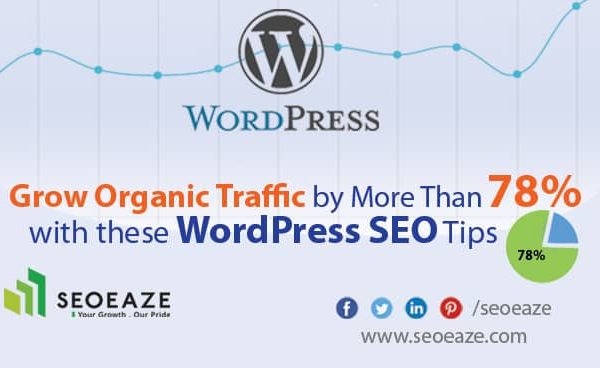 WORDPRESS
Grow Organic Traffic by More Than 78%
with these WordPress SEO Tips
78%
SEOEAZE
Your Growth . Our Pride
/seoeaze
www.seoeaze.com